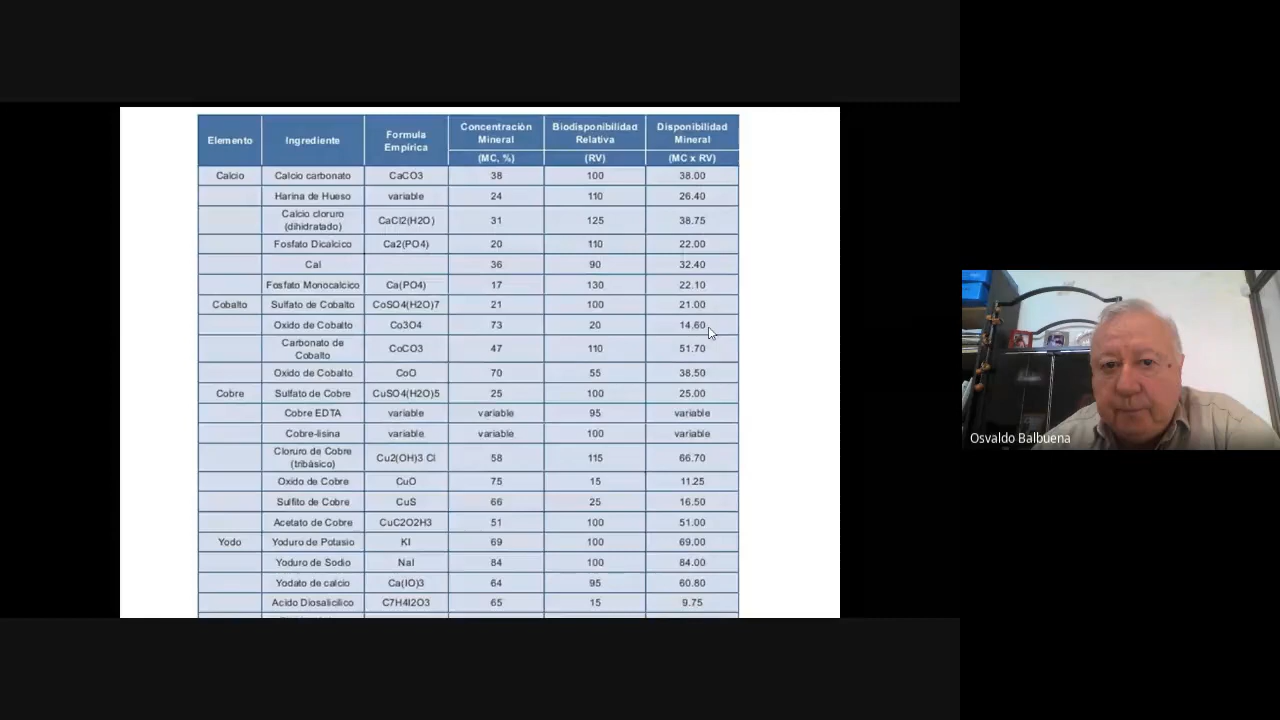 Elemento Ingrediente Formula Empírica Concentración Mineral (MC, %) Biodisponibilidad Relativa (RV) Disponibilidad Mineral (MC x RV)
Calcio Calcio carbonato CaCO3 38 100 38.00
Harina de Hueso variable 24 110 26.40
Calcio cloruro (dihidratado) CaCl2(H2O) 31 125 38.75
Fosfato Dicalcico Ca2(PO4) 20 110 22.00
Cal 36 90 32.40
Fosfato Monocalcico Ca(PO4) 17 130 22.10
Cobalto Sulfato de Cobalto CoSO4(H2O)7 21 100 21.00
Oxido de Cobalto Co3O4 73 20 14.60
Carbonato de Cobalto CoCO3 47 110 51.70
Oxido de Cobalto CoO 70 55 38.50
Cobre Sulfato de Cobre CuSO4(H2O)5 25 100 25.00
Cobre EDTA variable variable 95 variable
Cobre-lisina variable variable 100 variable
Cloruro de Cobre (tribásico) Cu2(OH)3 Cl 58 115 66.70
Oxido de Cobre CuO 75 15 11.25
Sulfito de Cobre CuS 66 25 16.50
Acetato de Cobre CuC2O2H3 51 100 51.00
Yodo Yoduro de Potasio KI 69 100 69.00
Yoduro de Sodio NaI 84 100 84.00
Yodato de calcio Ca(IO)3 64 95 60.80
Acido Diosalicilico C7H4I2O3 65 15 9.75
Osvaldo Balbuena